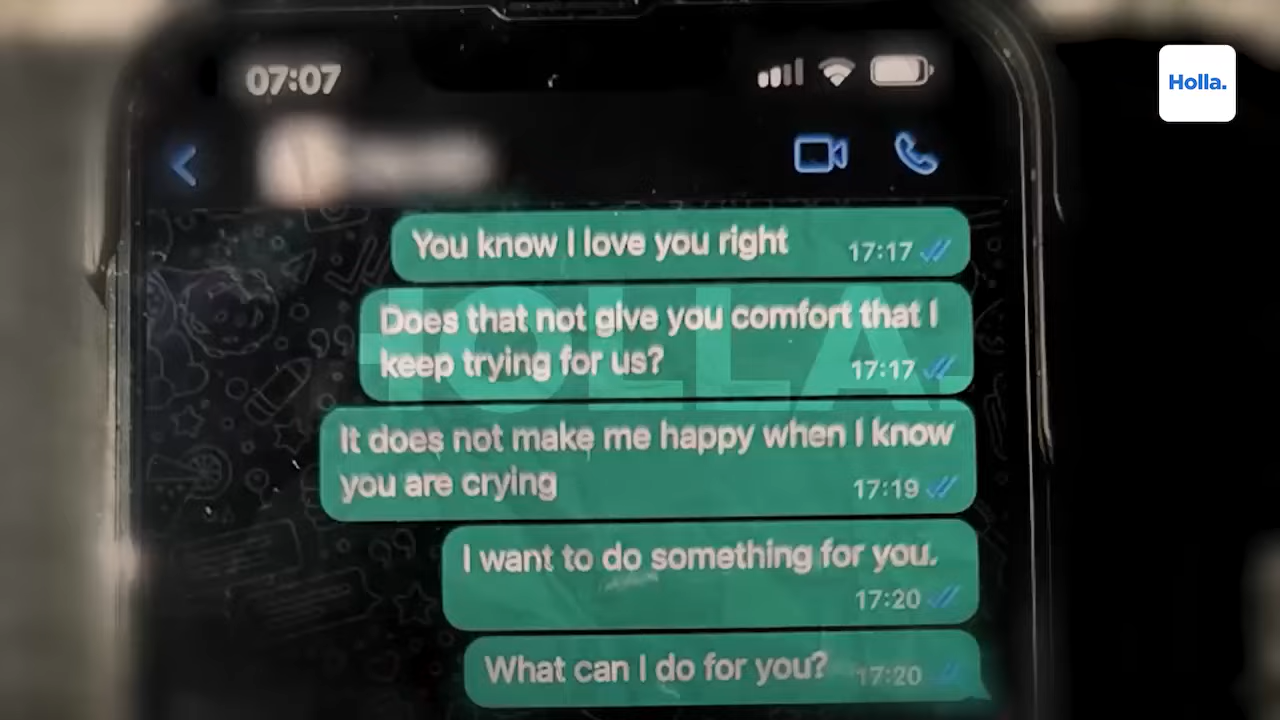 07:07
Holla.
You know I love you right
17:17
Does that not give you comfort that I
keep trying for us?
17:17
HOLLA.
It does not make me happy when I know
you are crying
17:19
I want to do something for you.
17:20
What can I do for you?
17:20